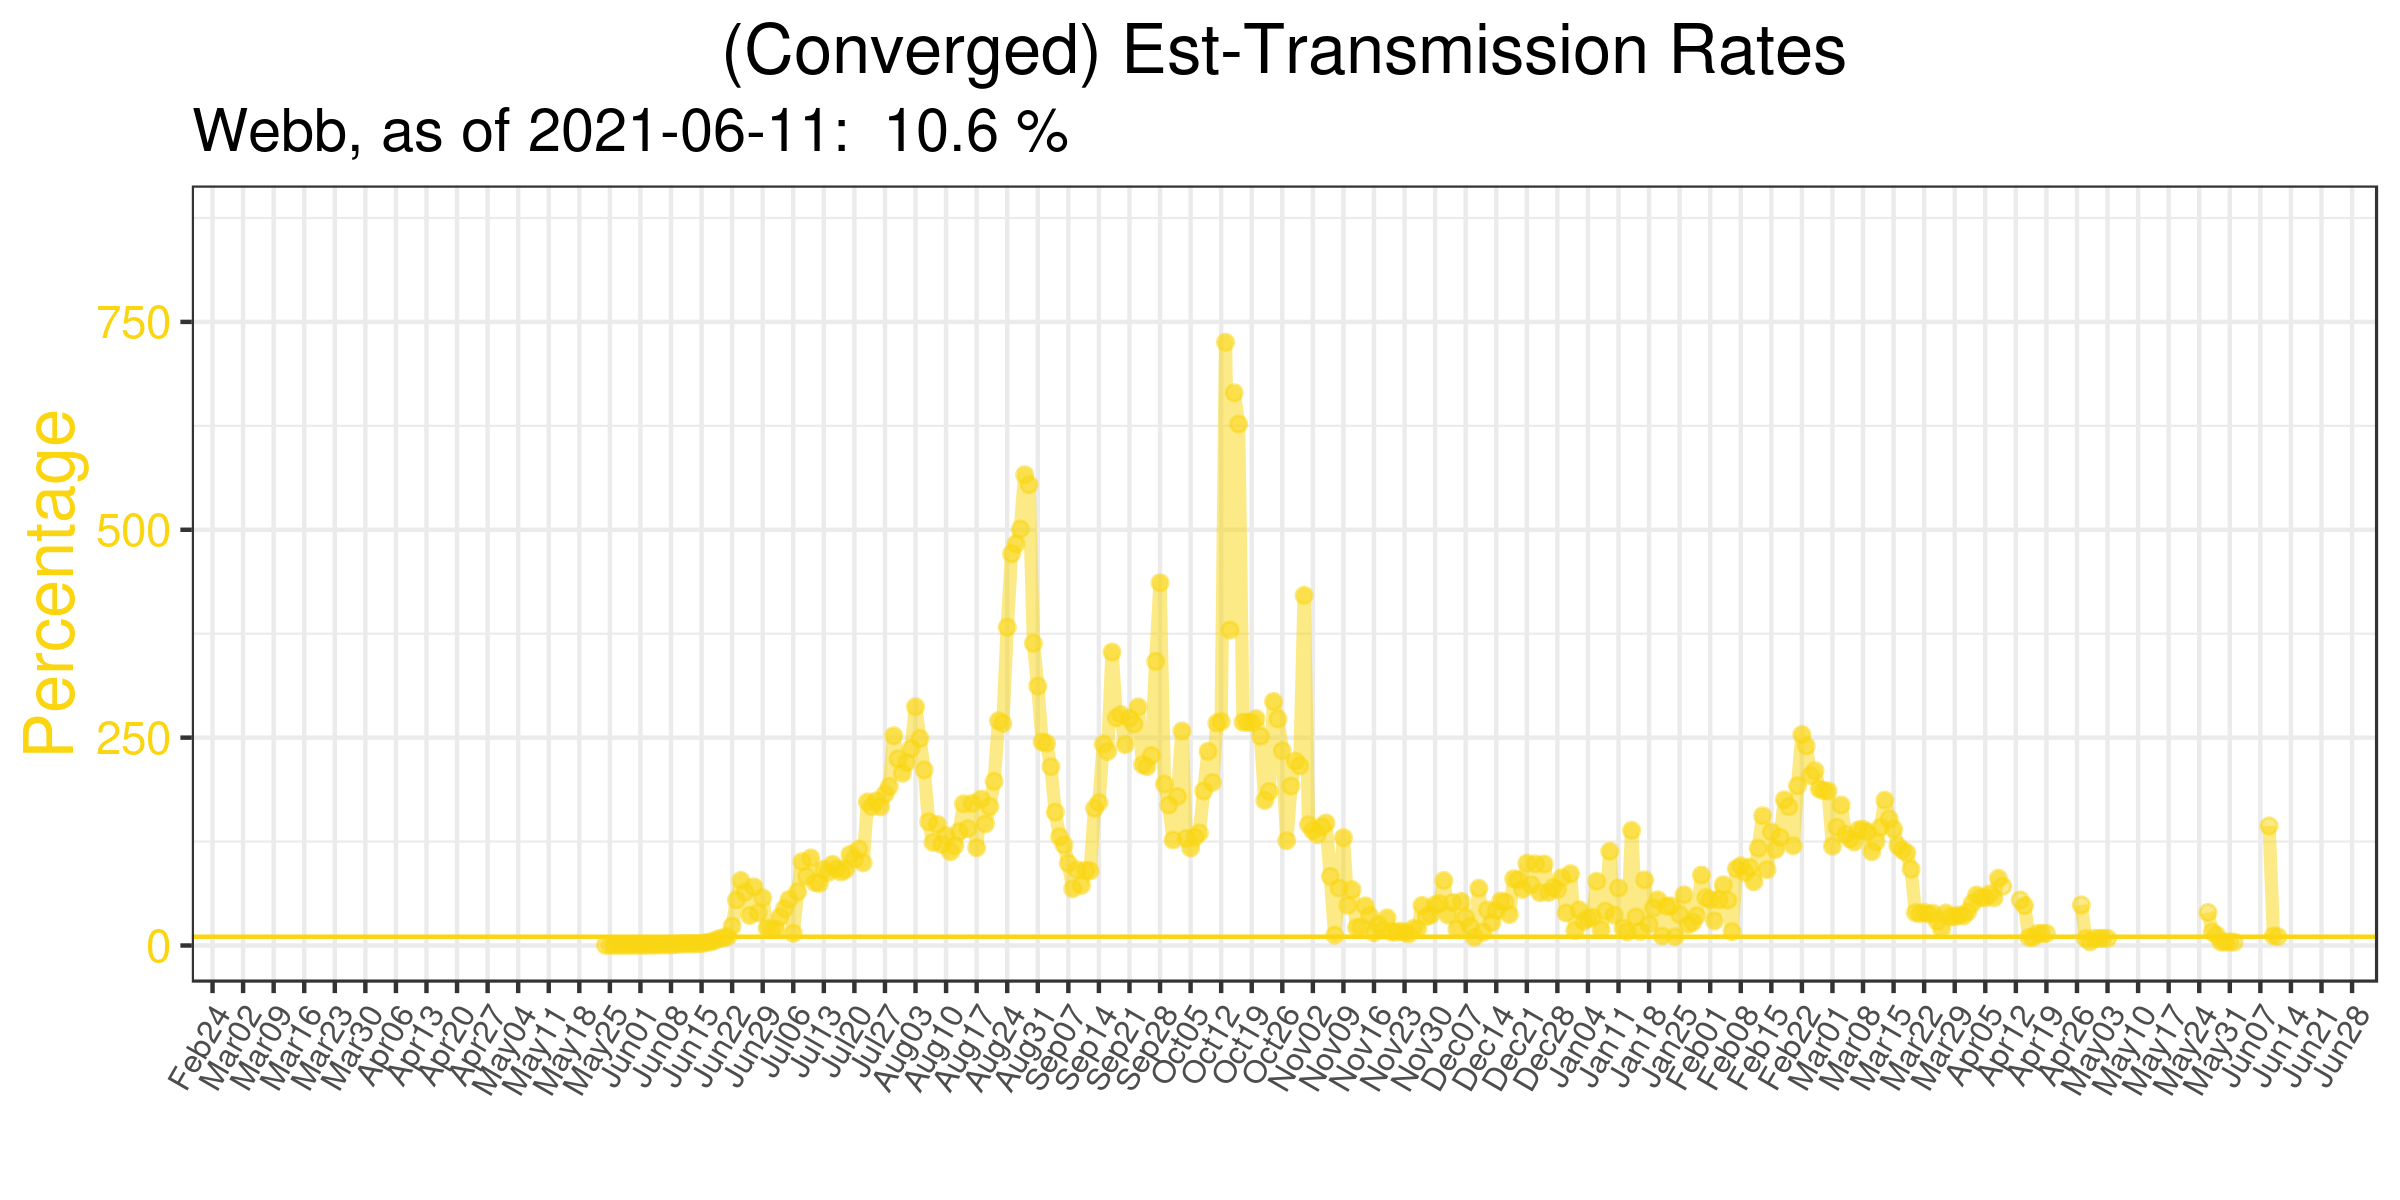 (Converged) Est-Transmission Rates
Webb, as of 2021-06-11:  10.6 %
Percentage
750
500
250
0
Feb24
Mar02
Mar09
Mar16
Mar23
Mar30
Apr06
Apr13
Apr20
Apr27
May04
May11
May18
May25
Jun01
Jun08
Jun15
Jun22
Jun29
Jul06
Jul13
Jul20
Jul27
Aug03
Aug10
Aug17
Aug24
Aug31
Sep07
Sep14
Sep21
Sep28
Oct05
Oct12
Oct19
Oct26
Nov02
Nov09
Nov16
Nov23
Nov30
Dec07
Dec14
Dec21
Dec28
Jan04
Jan11
Jan18
Jan25
Feb01
Feb08
Feb15
Feb22
Mar01
Mar08
Mar15
Mar22
Mar29
Apr05
Apr12
Apr19
Apr26
May03
May10
May17
May24
May31
Jun07
Jun14
Jun21
Jun28